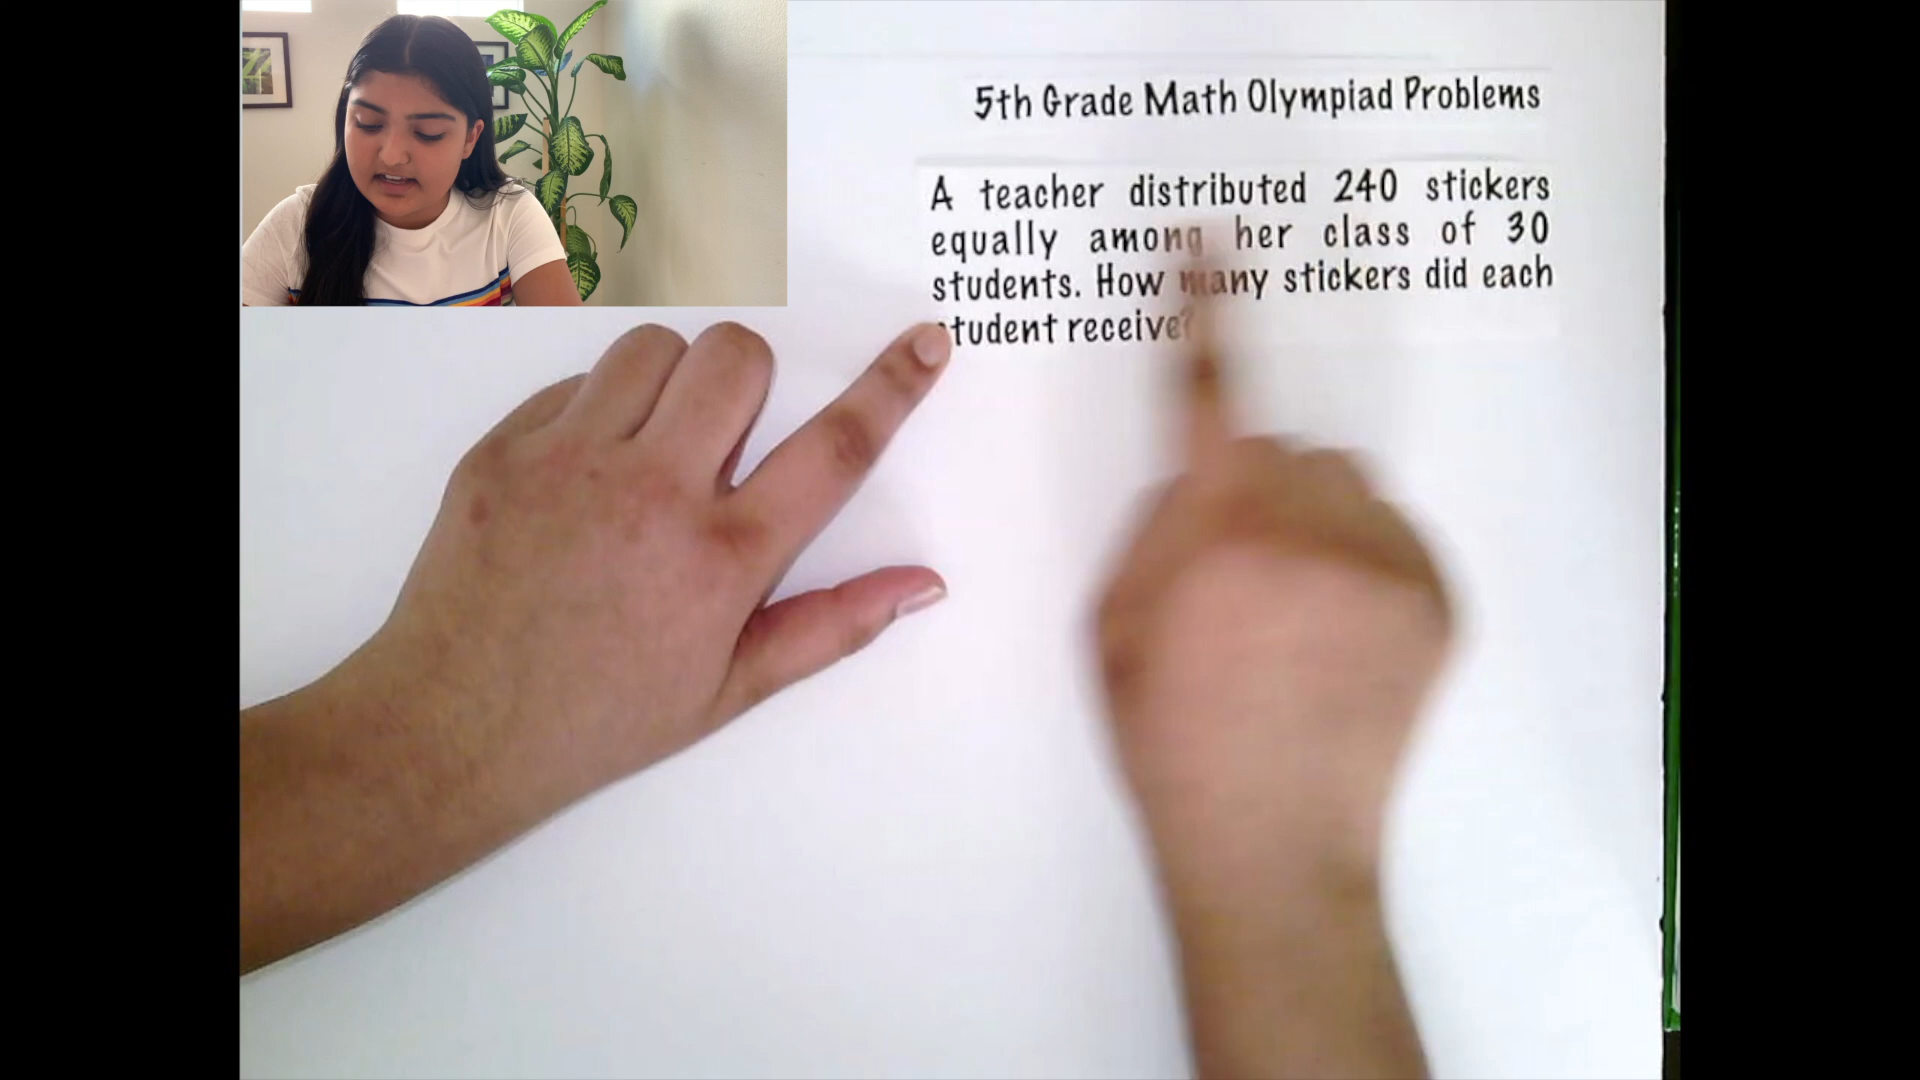 5th Grade Math Olympiad Problems
A teacher distributed 240 stickers
equally among her class of 30
students. How many stickers did each
student receive?